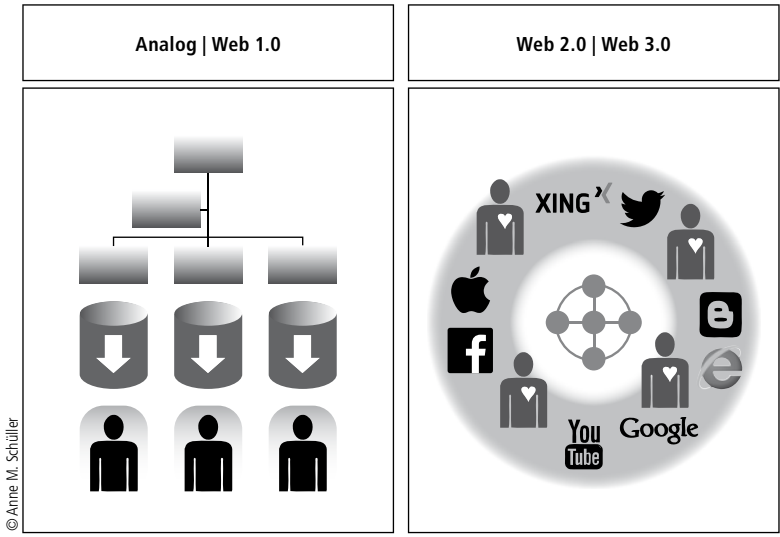 Analog | Web 1.0
Web 2.0 | Web 3.0
XING
f
e
You
Tube
Google
© Anne M. Schüller